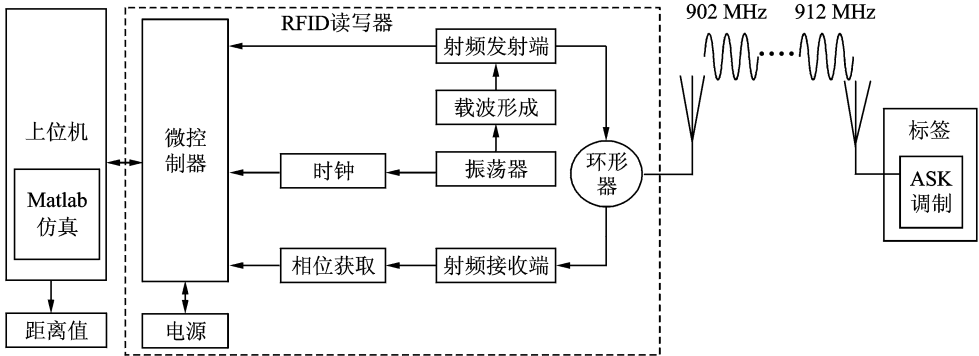 902 MHz
912 MHz
RFID读写器
射频发射端
载波形成
上位机
微控
制器
标签
时钟
振荡器
环形
器
ASK
调制
Matlab
仿真
相位获取
射频接收端
距离值
电源